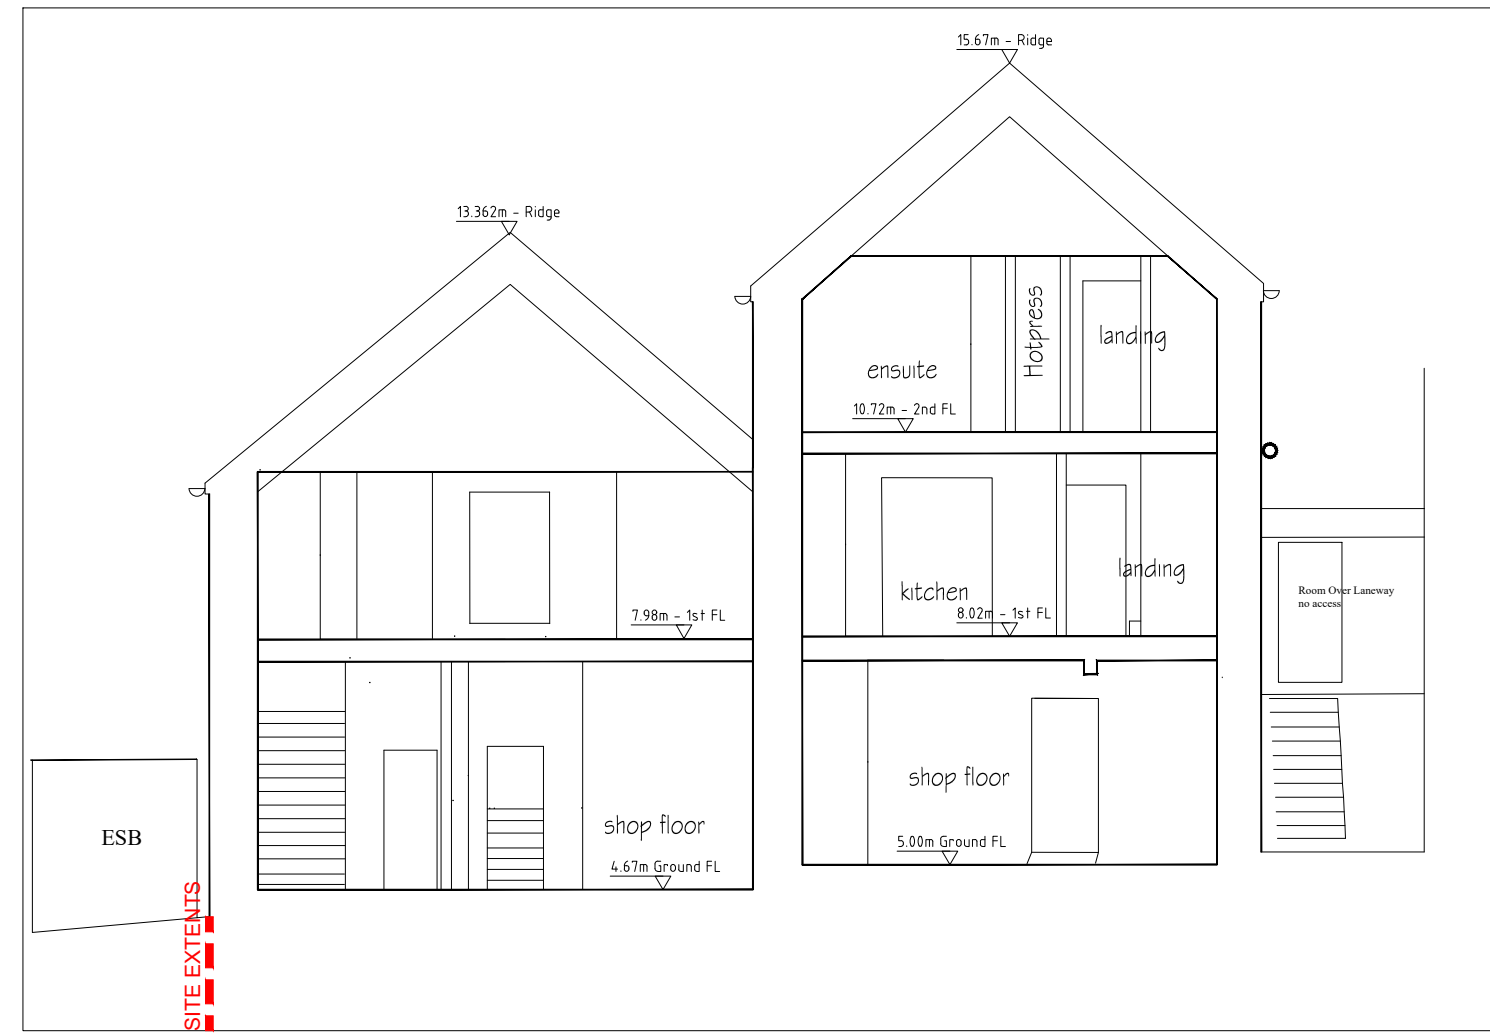 15.67m - Ridge
13.362m - Ridge
Hotpress
landing
ensuite
10.72m - 2nd FL
landing
kitchen
Room Over Laneway
no access
7.98m - 1st FL
8.02m - 1st FL
shop floor
shop floor
ESB
5.00m Ground FL
4.67m Ground FL
SITE EXTENTS